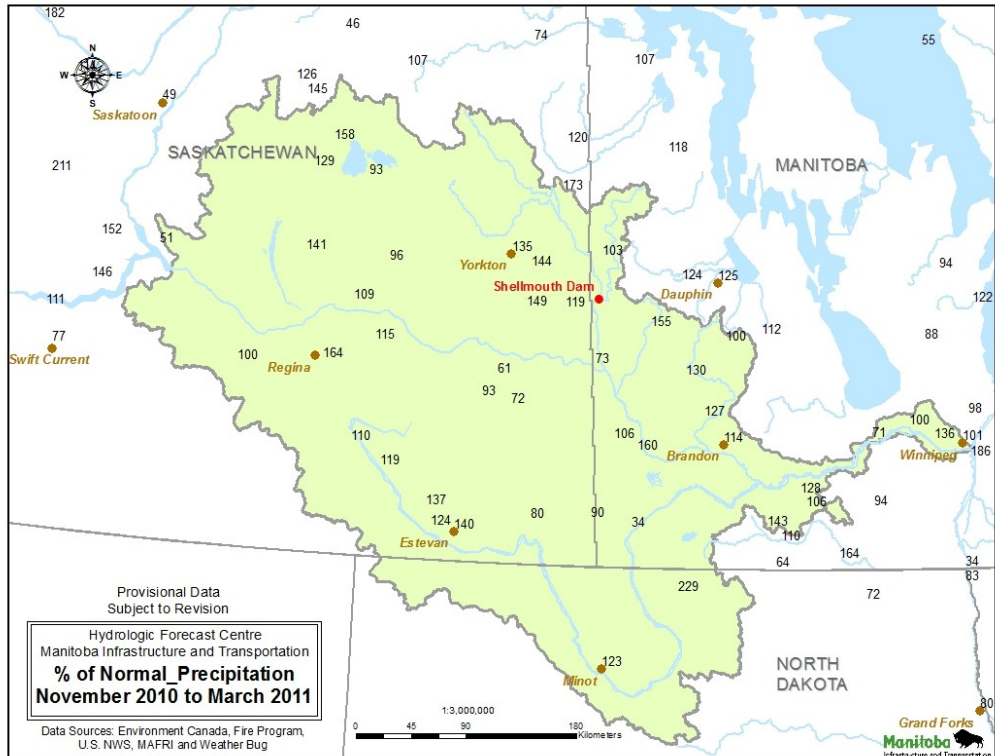 182
46
74
55
N
W E
S
107
107
126
145
49
Saskatoon
158
SASKATCHEWAN
129
93
120
118
MANITOBA
211
173
152
51
141
96
135
Yorkton
144
103
146
94
124
125
Dauphin
Shellmouth Dam
111
109
149
119
122
155
112
77
Swift Current
100
Regina
164
115
73
100
88
61
130
93
72
98
127
110
106
160
114
Brandon
71
100
136
101
Winnipeg
186
119
137
128
106
94
124
140
Estevan
80
90
34
143
110
164
64
34
83
229
72
Provisional Data
Subject to Revision
Hydrologic Forecast Centre
Manitoba Infrastructure and Transportation
% of Normal_Precipitation
November 2010 to March 2011
Data Sources: Environment Canada, Fire Program,
U.S. NWS, MAFRI and Weather Bug
123
Minot
NORTH
DAKOTA
80
Grand Forks
1:3,000,000
0 45 90 180
Kilometers
Manitoba
Infrastructure and Transportation